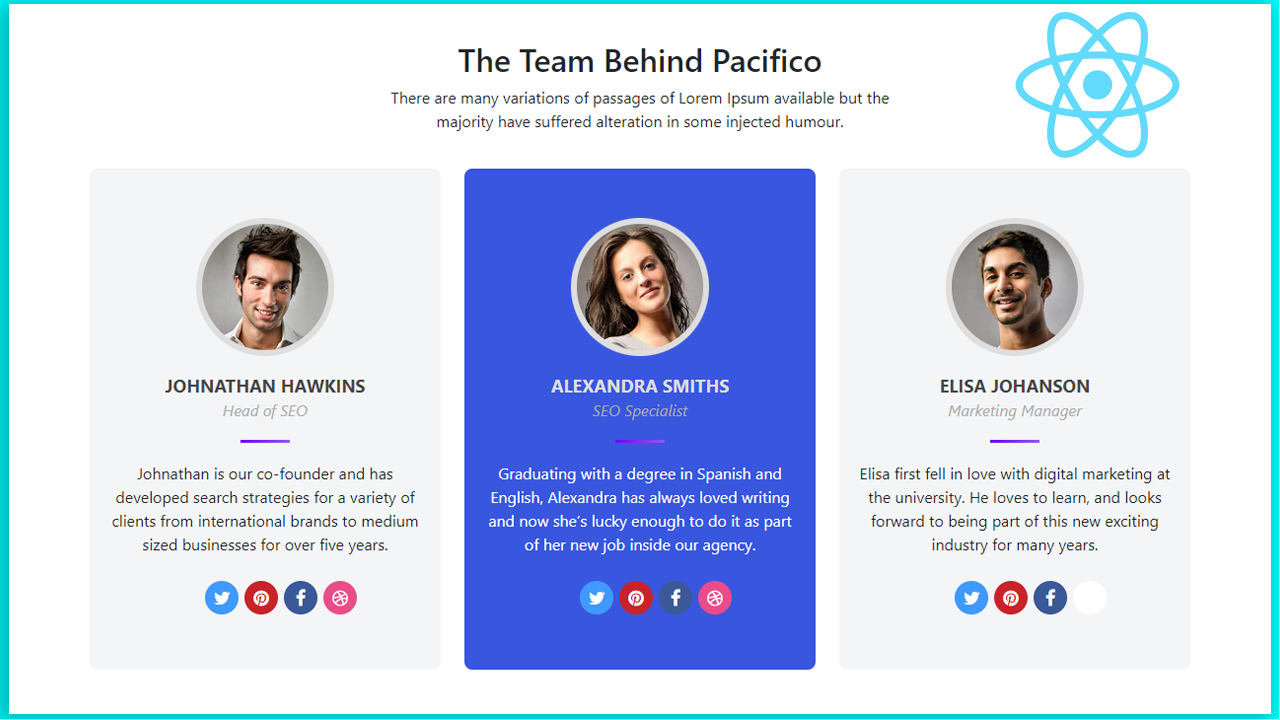 The Team Behind Pacifico
There are many variations of passages of Lorem Ipsum available but the
majority have suffered alteration in some injected humour.
JOHNATHAN HAWKINS
Head of SEO
Johnathan is our co-founder and has
developed search strategies for a variety of
clients from international brands to medium
sized businesses for over five years.
ALEXANDRA SMITHS
SEO Specialist
Graduating with a degree in Spanish and
English, Alexandra has always loved writing
and now she’s lucky enough to do it as part
of her new job inside our agency.
ELISA JOHANSON
Marketing Manager
Elisa first fell in love with digital marketing at
the university. He loves to learn, and looks
forward to being part of this new exciting
industry for many years.